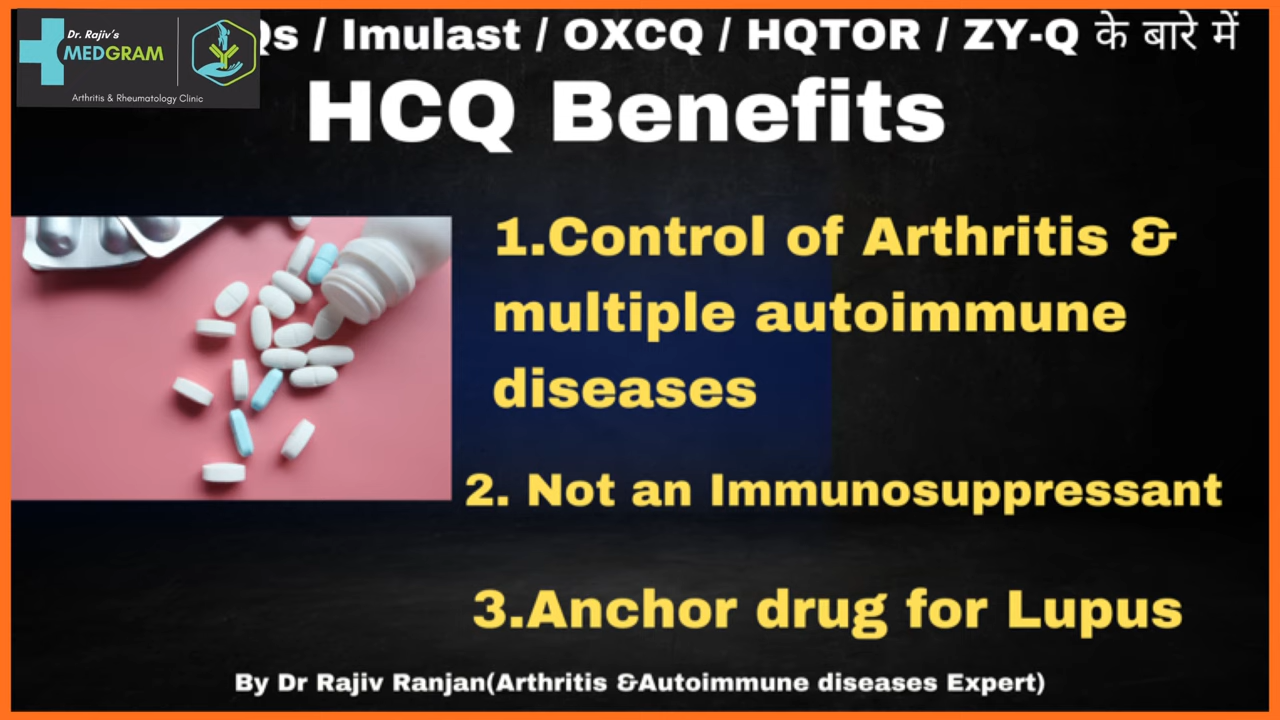 Dr. Rajiv's
MEDGRAM
Arthritis & Rheumatology Clinic
/ Imulast / OXCQ / HQTOR / ZY-Q के बारे में
HCQ Benefits
1.Control of Arthritis &
multiple autoimmune
diseases
2. Not an Immunosuppressant
3.Anchor drug for Lupus
By Dr Rajiv Ranjan(Arthritis &Autoimmune diseases Expert)